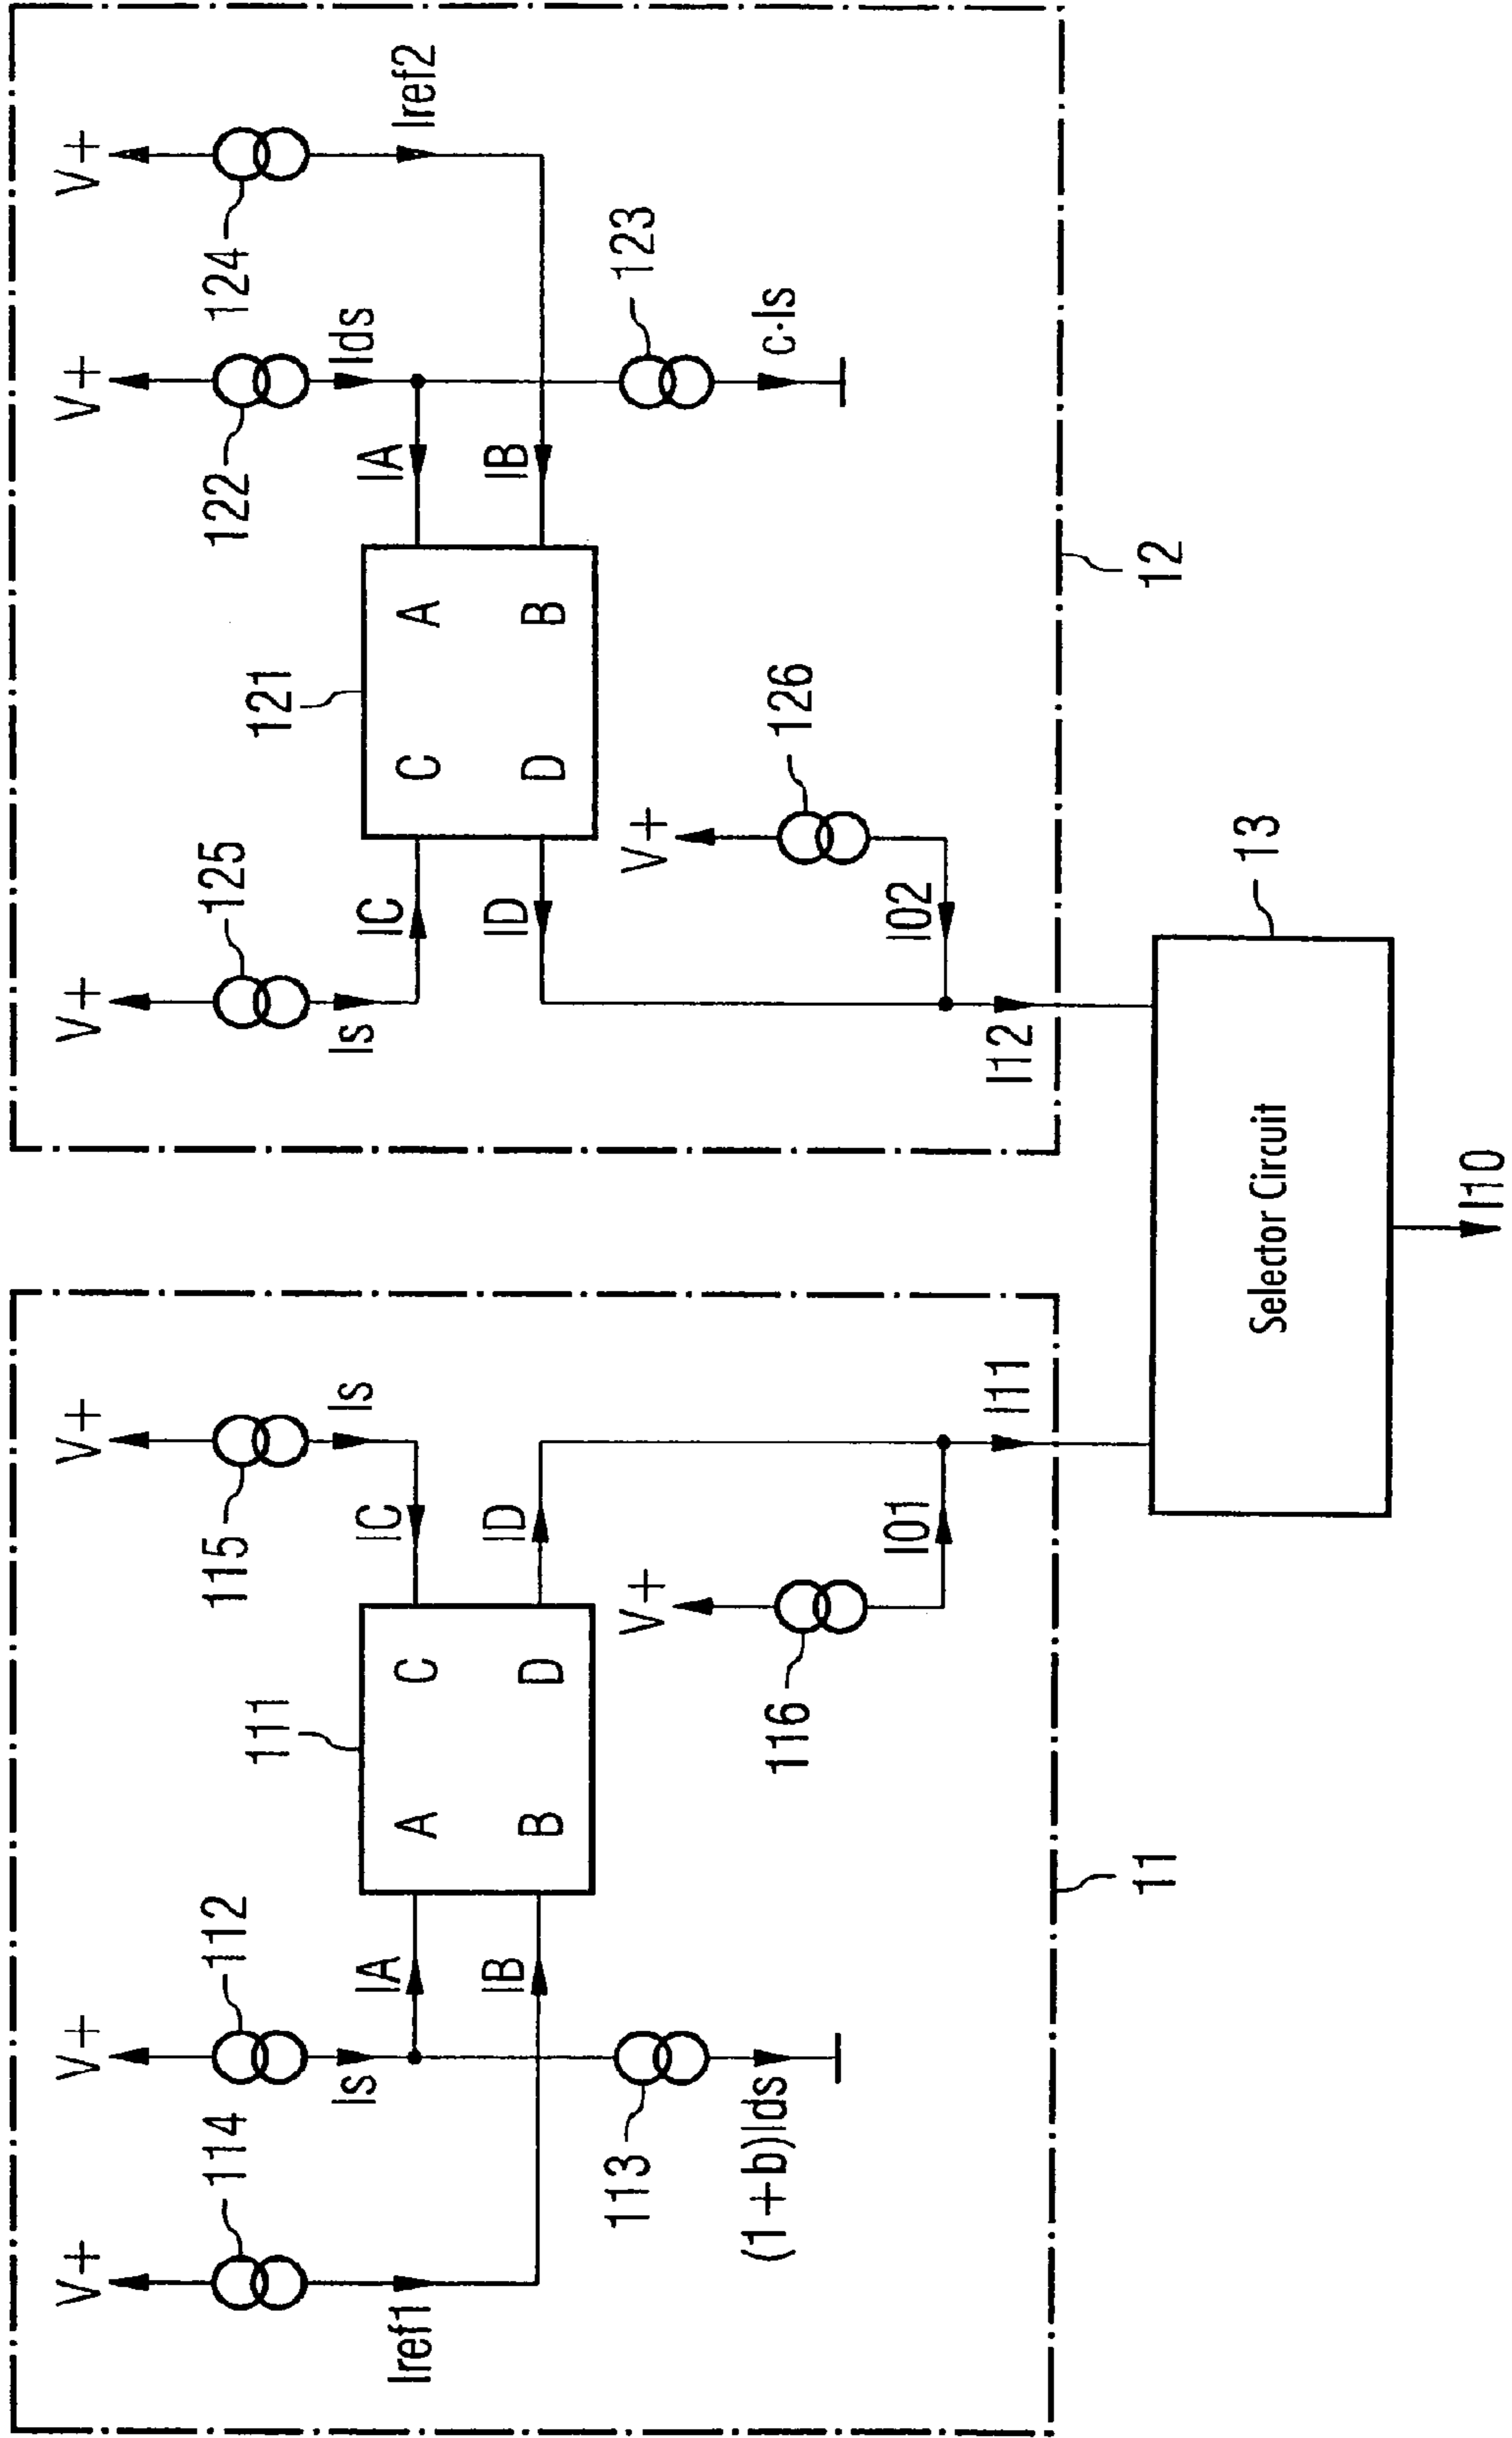 V+
V+
V+
V+
V+
V+
114
112
115
125
122
124
Iref1
Is
Is
Is
Ids
Iref2
111
121
IA
IC
IC
IA
A
C
C
A
IB
ID
ID
IB
B
D
D
B
113
V+
V+
123
116
126
(1+b)Ids
I01
I02
c·Is
I11
I12
11
12
13
Selector Circuit
I10